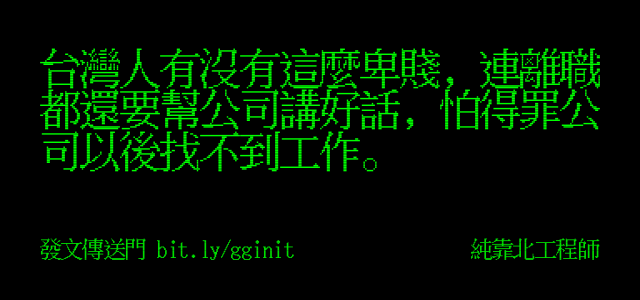 台灣人有沒有這麼卑賤，連離職
都還要幫公司講好話，怕得罪公
司以後找不到工作。
發文傳送門 bit.ly/gginit
純靠北工程師